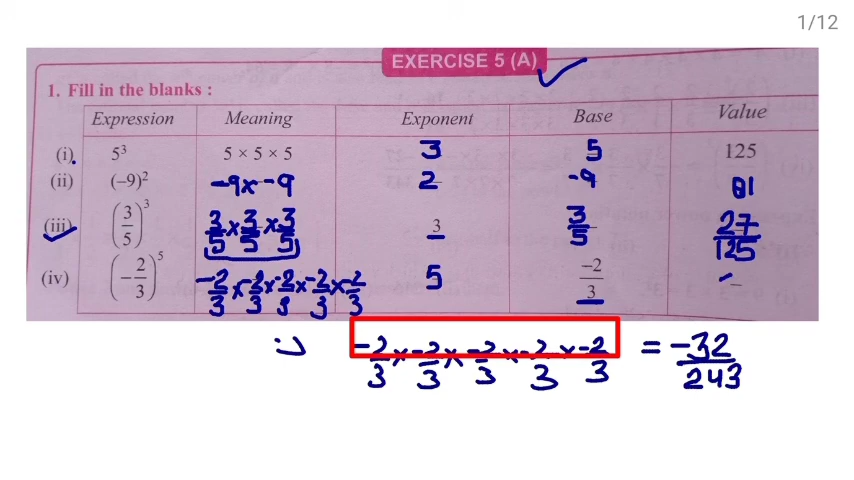 1/12
EXERCISE 5 (A)
1. Fill in the blanks :
Expression Meaning Exponent Base Value
(i) 5³ 5 × 5 × 5 3 5 125
(ii) (–9)² -9x -9 2 -9 81
(iii) (3/5)³ 3/5 × 3/5 × 3/5 3 3/5 27/125
(iv) (–2/3)⁵ -2/3 × -2/3 × -2/3 × -2/3 × -2/3 5 –2/3 –
-2/3 × -2/3 × -2/3 × -2/3 × -2/3 = -32/243